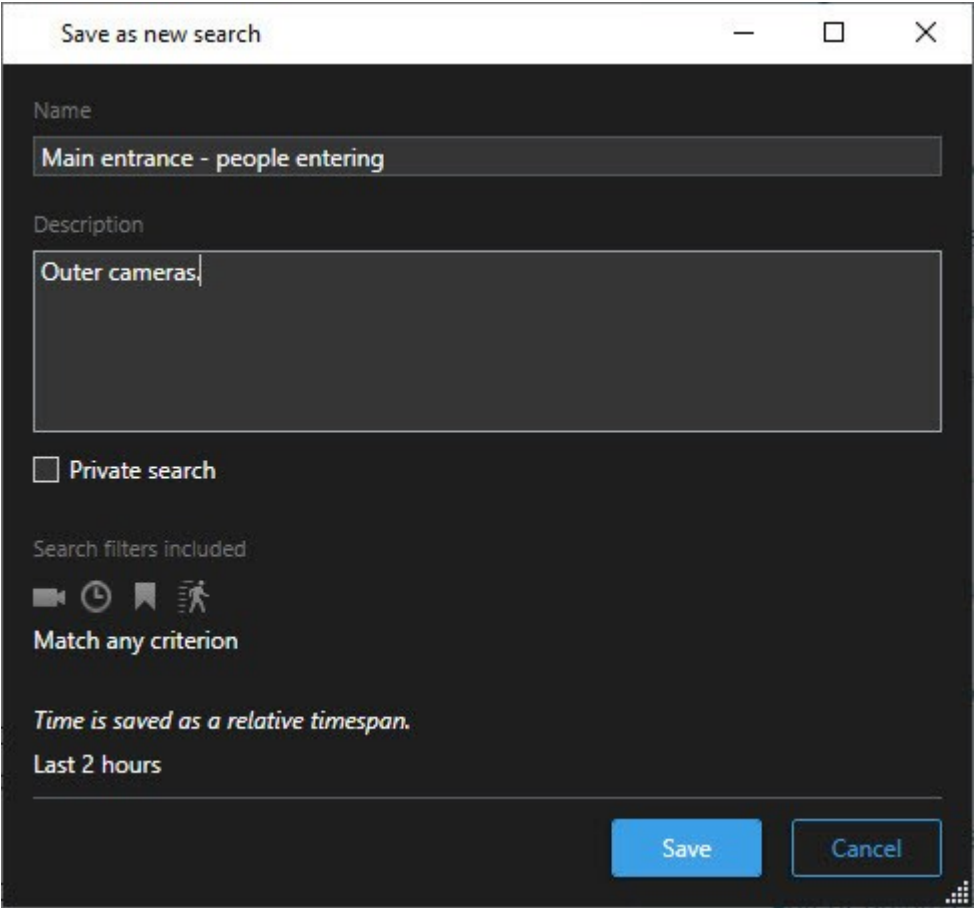 Save as new search
Name
Main entrance - people entering
Description
Outer cameras.
Private search
Search filters included
Match any criterion
Time is saved as a relative timespan.
Last 2 hours
Save
Cancel